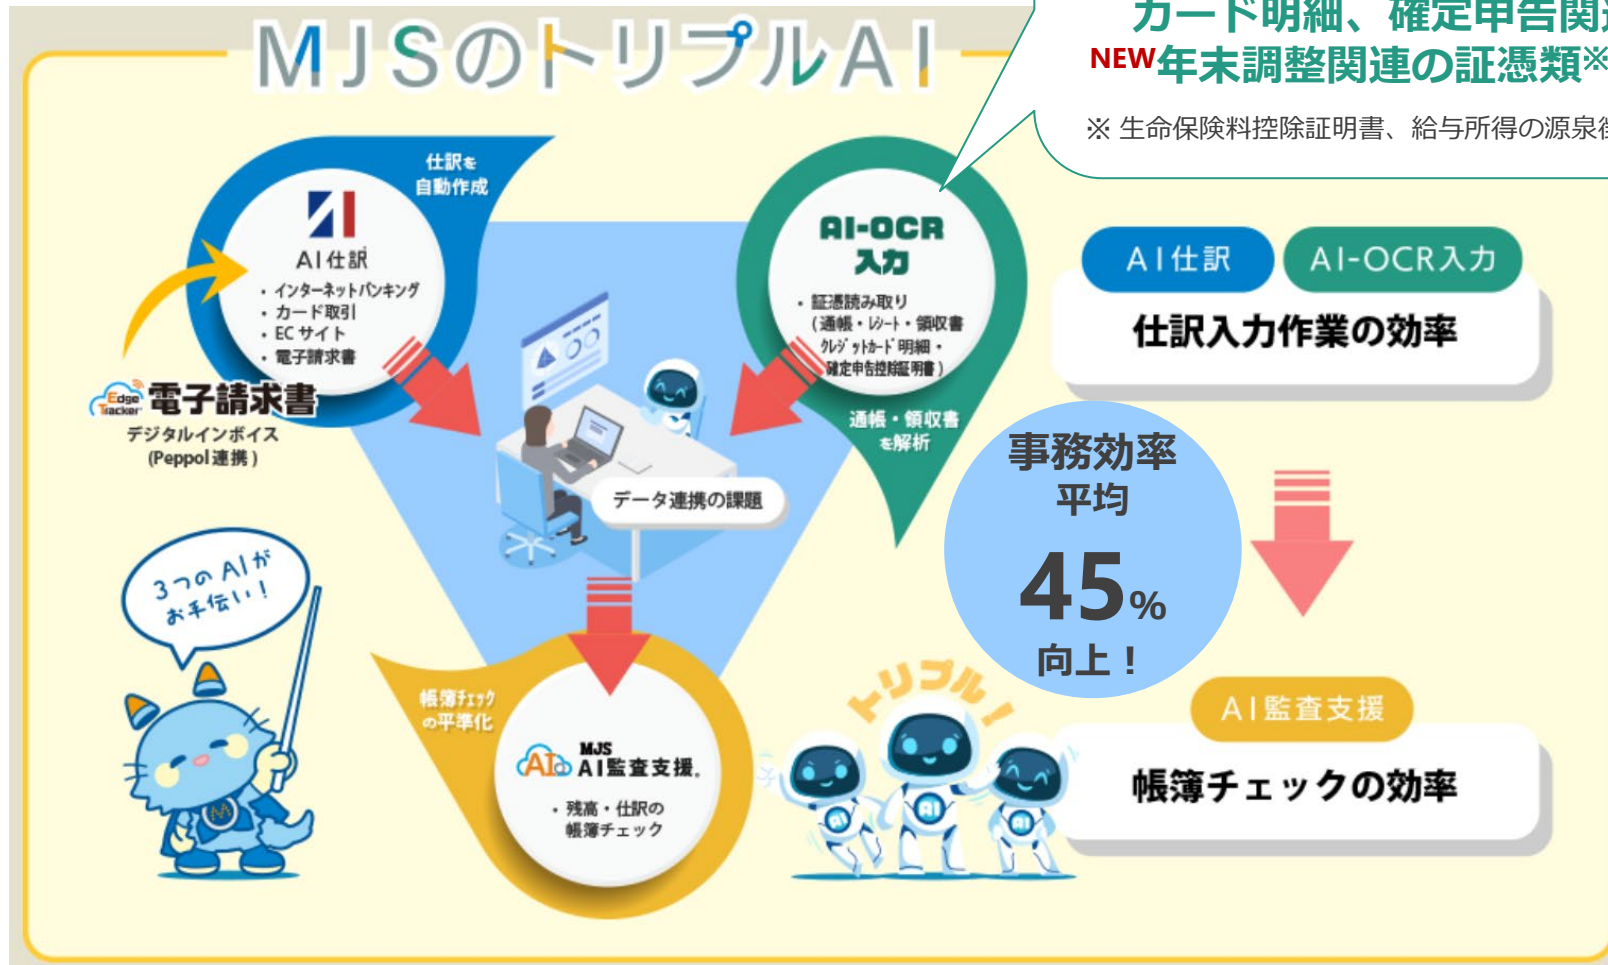 MJSのトリプルAI
カード明細、確定申告関連
NEW年末調整関連の証憑類※
※ 生命保険料控除証明書、給与所得の源泉徴
仕訳を
自動作成
AI仕訳
・インターネットバンキング
・カード取引
・ECサイト
・電子請求書
Edge Tracker 電子請求書
デジタルインボイス
(Peppol連携)
AI-OCR
入力
・証憑読み取り
(通帳・レシート・領収書
クレジットカード明細・
確定申告控除証明書)
通帳・領収書
を解析
データ連携の課題
3つのAIが
お手伝い!
帳簿チェック
の平準化
MJS
AI AI監査支援。
・残高・仕訳の
帳簿チェック
トリプル!
AI
AI
AI
M
AI仕訳
AI-OCR入力
仕訳入力作業の効率
事務効率
平均
45%
向上!
AI監査支援
帳簿チェックの効率